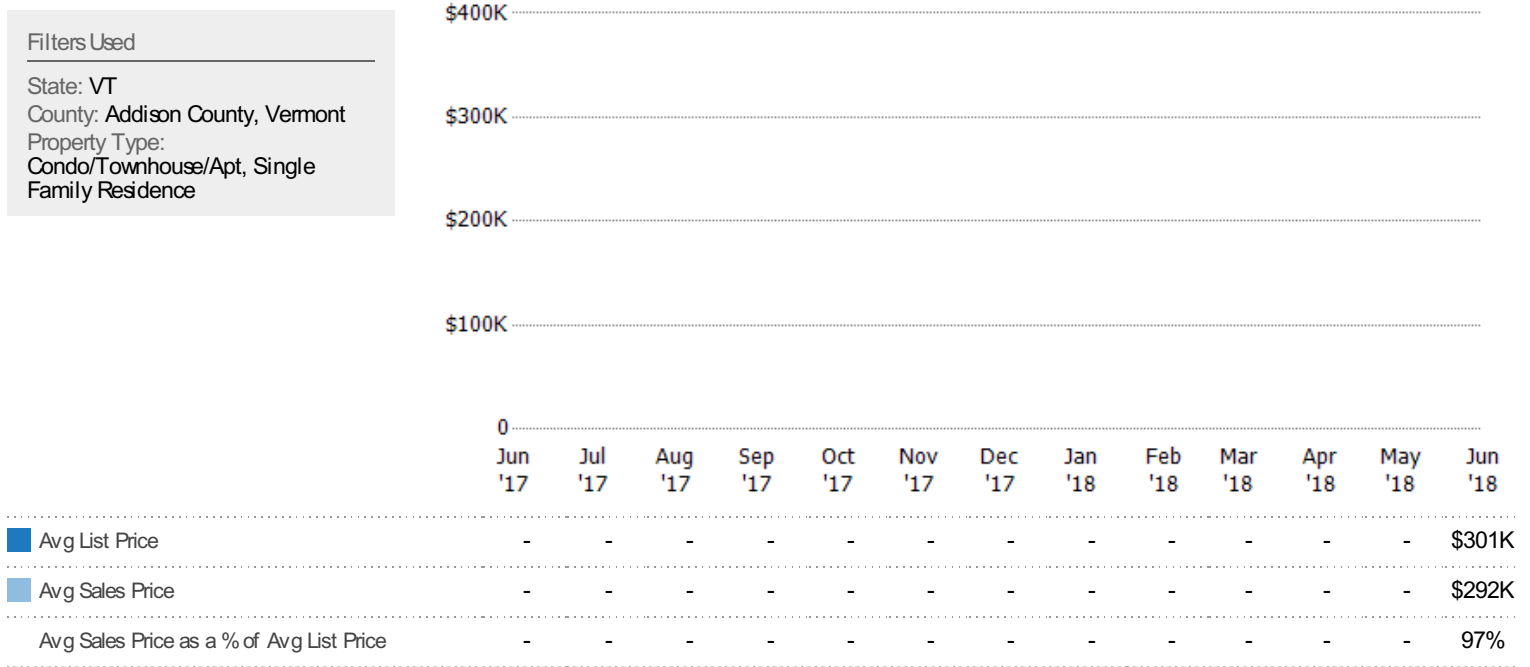 Filters Used
State: VT
County: Addison County, Vermont
Property Type:
Condo/Townhouse/Apt, Single
Family Residence
$400K
$300K
$200K
$100K
0
Jun Jul Aug Sep Oct Nov Dec Jan Feb Mar Apr May Jun
'17 '17 '17 '17 '17 '17 '17 '18 '18 '18 '18 '18 '18
Avg List Price - - - - - - - - - - - - $301K
Avg Sales Price - - - - - - - - - - - - $292K
Avg Sales Price as a % of Avg List Price - - - - - - - - - - - - 97%